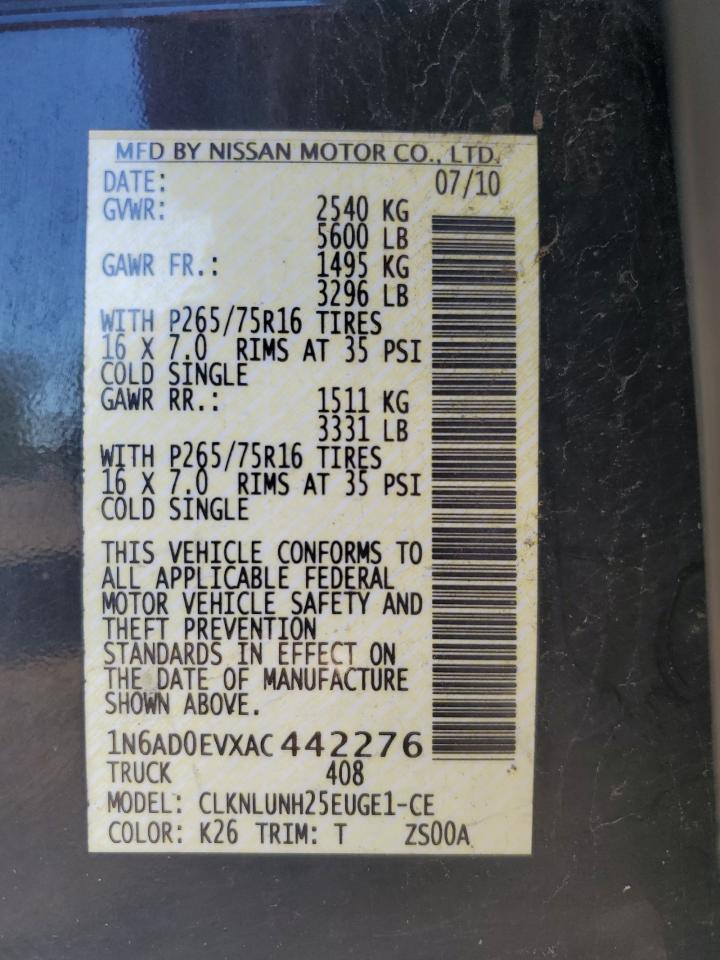 MFD BY NISSAN MOTOR CO., LTD.
DATE: 07/10
GVWR: 2540 KG
5600 LB
GAWR FR.: 1495 KG
3296 LB
WITH P265/75R16 TIRES
16 X 7.0 RIMS AT 35 PSI
COLD SINGLE
GAWR RR.: 1511 KG
3331 LB
WITH P265/75R16 TIRES
16 X 7.0 RIMS AT 35 PSI
COLD SINGLE
THIS VEHICLE CONFORMS TO
ALL APPLICABLE FEDERAL
MOTOR VEHICLE SAFETY AND
THEFT PREVENTION
STANDARDS IN EFFECT ON
THE DATE OF MANUFACTURE
SHOWN ABOVE.
1N6AD0EVXAC 442276
TRUCK 408
MODEL: CLKNLUNH25EUGE1-CE
COLOR: K26 TRIM: T ZS00A